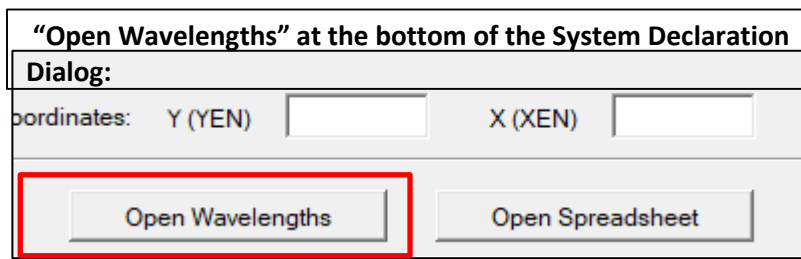 “Open Wavelengths” at the bottom of the System Declaration
Dialog:
oordinates: Y (YEN) X (XEN)
Open Wavelengths Open Spreadsheet